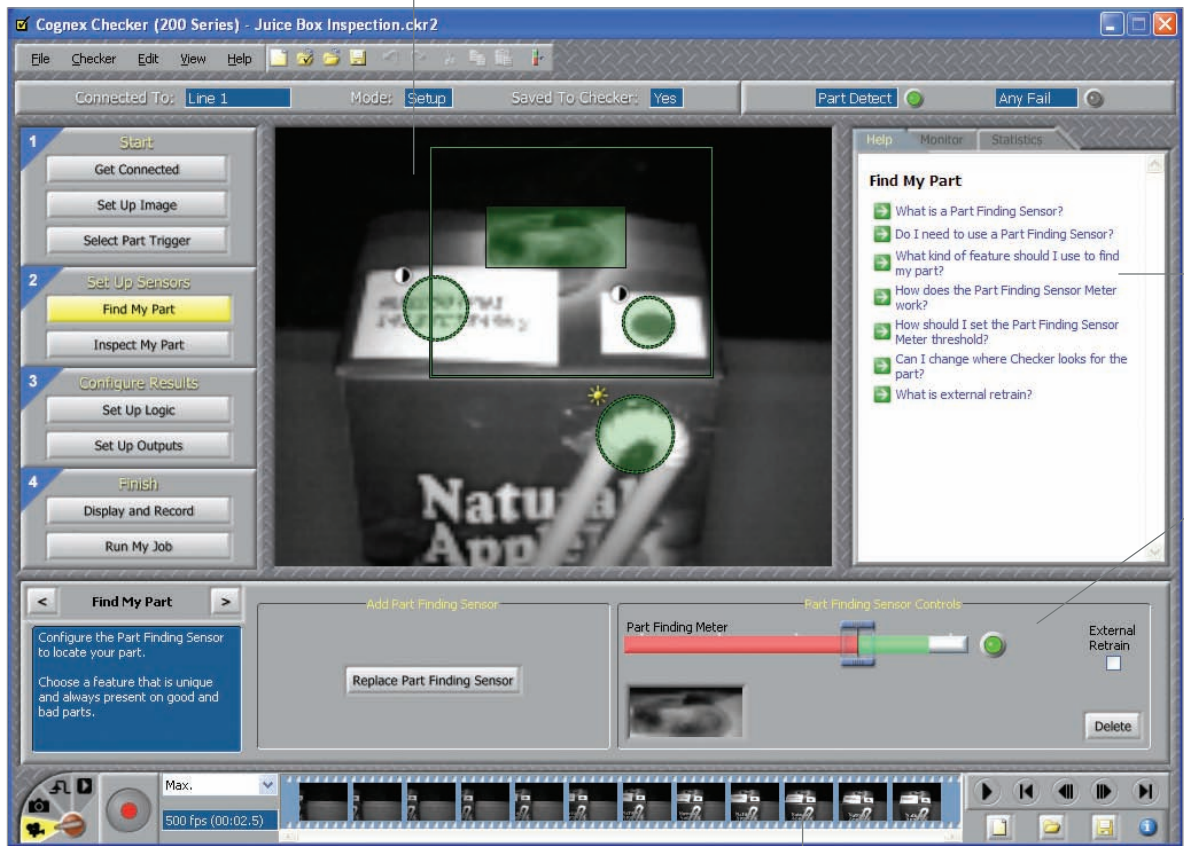 Cognex Checker (200 Series) - Juice Box Inspection.ckr2
File Checker Edit View Help
Connected To: Line 1 Mode: Setup Saved To Checker: Yes Part Detect Any Fail
1 Start
Get Connected
Set Up Image
Select Part Trigger
2 Set Up Sensors
Find My Part
Inspect My Part
3 Configure Results
Set Up Logic
Set Up Outputs
4 Finish
Display and Record
Run My Job
Natural
Apple
Help Monitor Statistics
Find My Part
What is a Part Finding Sensor?
Do I need to use a Part Finding Sensor?
What kind of feature should I use to find
my part?
How does the Part Finding Sensor Meter
work?
How should I set the Part Finding Sensor
Meter threshold?
Can I change where Checker looks for the
part?
What is external retrain?
< Find My Part >
Configure the Part Finding Sensor
to locate your part.
Choose a feature that is unique
and always present on good and
bad parts.
Add Part Finding Sensor
Replace Part Finding Sensor
Part Finding Sensor Controls
Part Finding Meter
External
Retrain
Delete
Max.
500 fps (00:02.5)